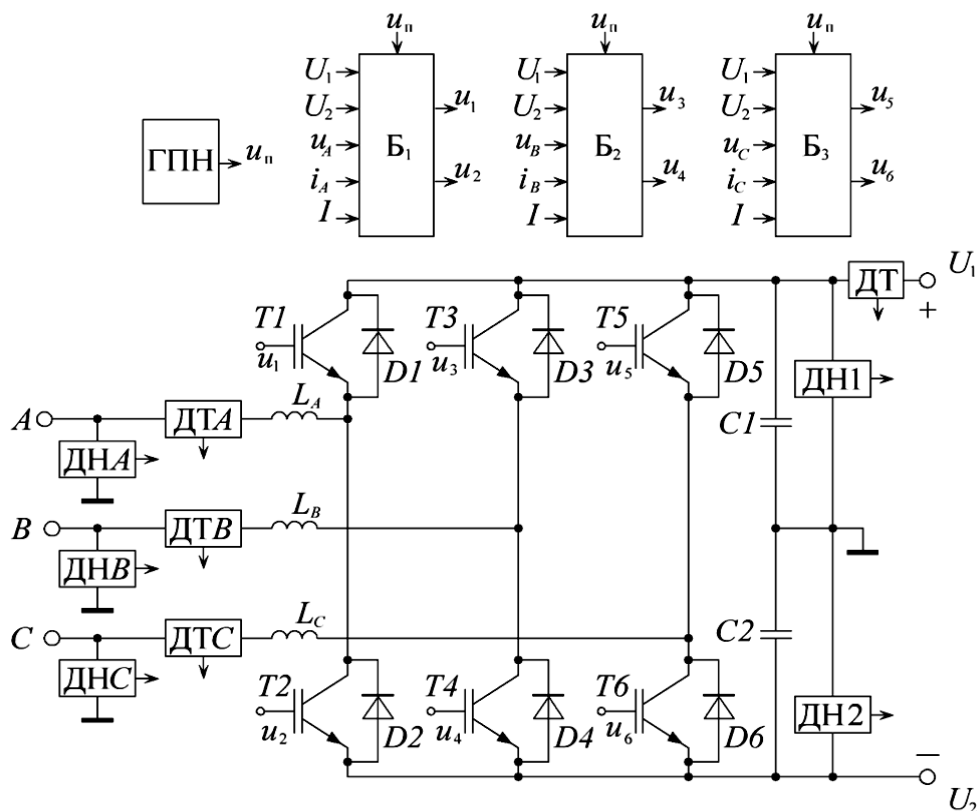 uп uп uп
U1 U1 U1
U2 u1 U2 u3 U2 u5
ГПН uп uA Б1 uB Б2 uC Б3
iA u2 iB u4 iC u6
I I I
ДТ U1
+
T1 T3 T5
u1 D1 u3 D3 u5 D5 ДН1
A ДТA LA C1
ДНA
B ДТB LB
ДНB
C ДТC LC C2
ДНC T2 T4 T6 ДН2
u2 D2 u4 D4 u6 D6
–
U2